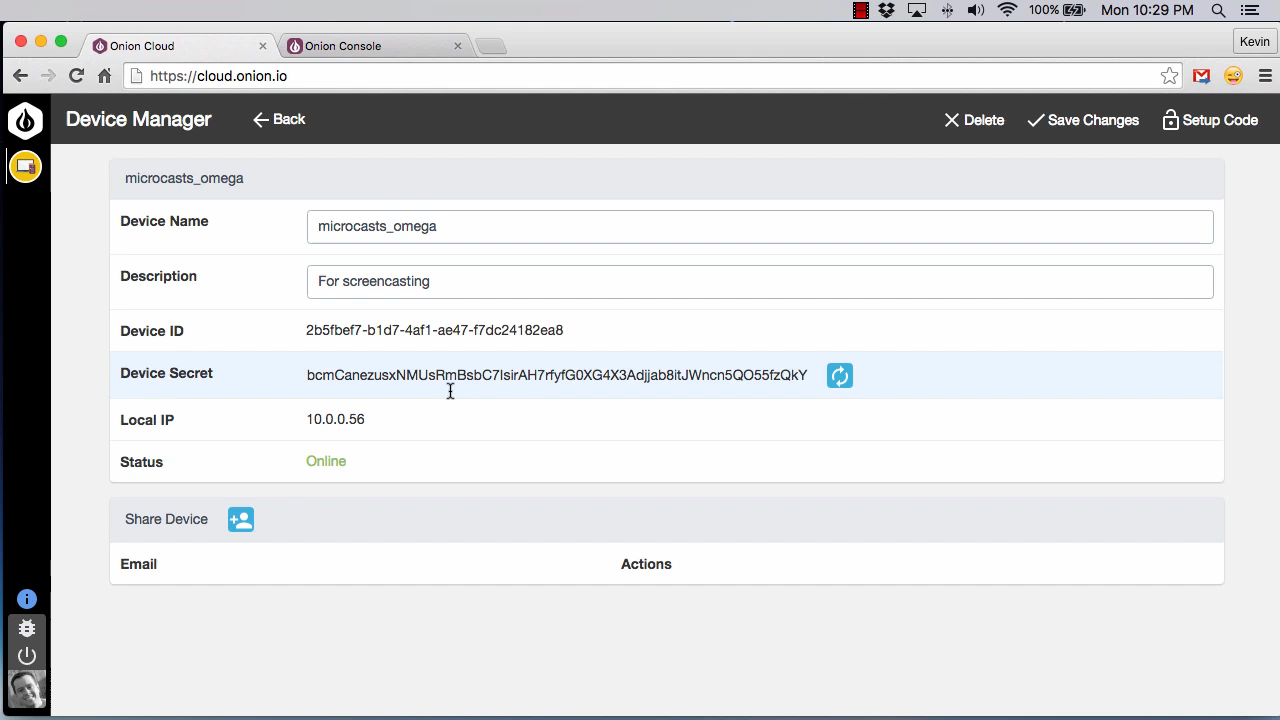 100% Mon 10:29 PM
Onion Cloud Onion Console Kevin
https://cloud.onion.io
Device Manager Back Delete Save Changes Setup Code
microcasts_omega
Device Name microcasts_omega
Description For screencasting
Device ID 2b5fbef7-b1d7-4af1-ae47-f7dc24182ea8
Device Secret bcmCanezusxNMUsRmBsbC7IsirAH7rfyfG0XG4X3Adjjab8itJWncn5QO55fzQkY
Local IP 10.0.0.56
Status Online
Share Device
Email Actions